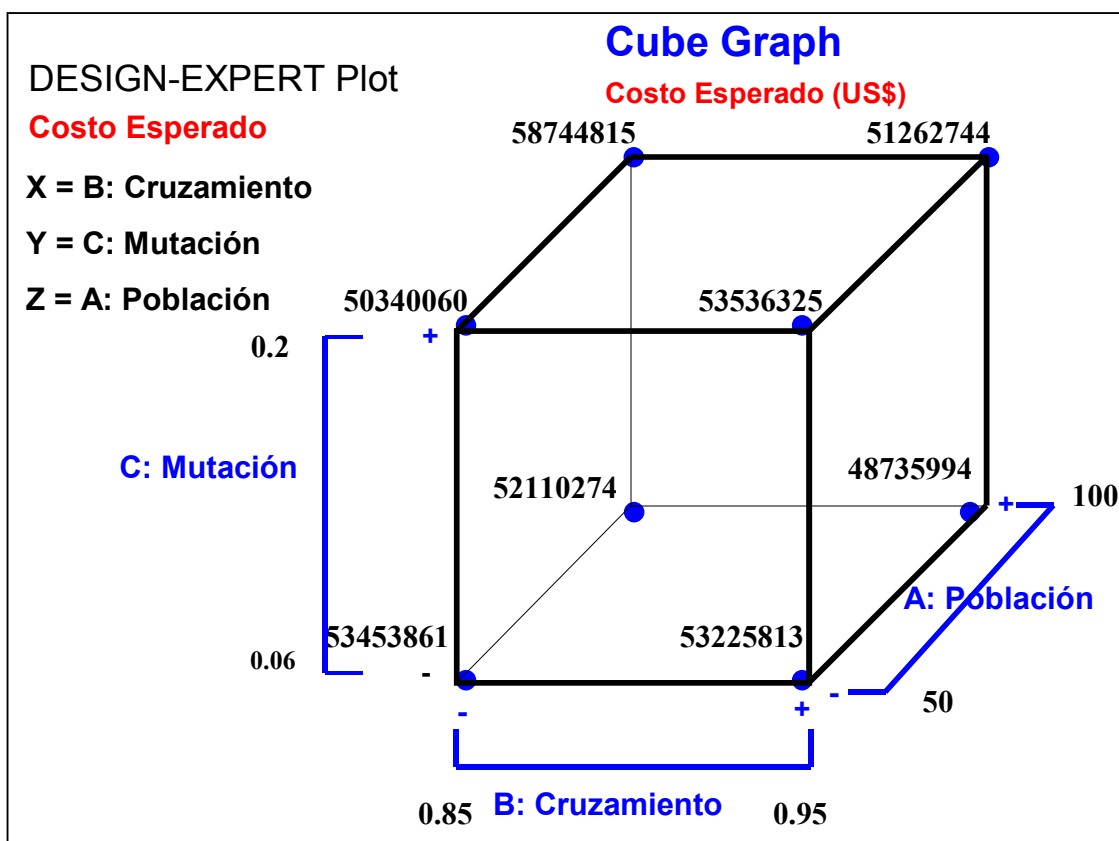 Cube Graph
DESIGN-EXPERT Plot
Costo Esperado (US$)
Costo Esperado
58744815
51262744
X = B: Cruzamiento
Y = C: Mutación
Z = A: Población
50340060
53536325
0.2
+
C: Mutación
52110274
48735994
+
100
A: Población
53453861
53225813
0.06
-
-
50
-
+
0.85
B: Cruzamiento
0.95